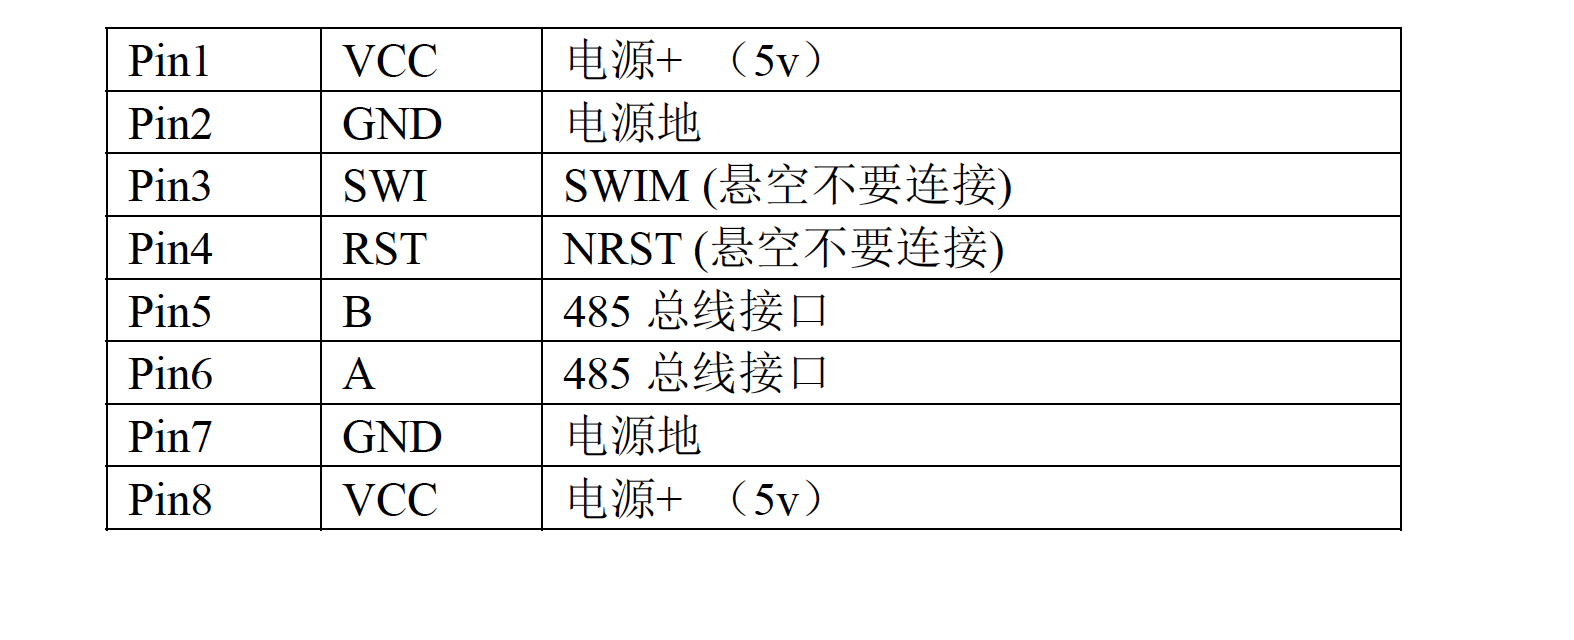 Pin1 VCC 电源+ （5v）
Pin2 GND 电源地
Pin3 SWI SWIM (悬空不要连接)
Pin4 RST NRST (悬空不要连接)
Pin5 B 485 总线接口
Pin6 A 485 总线接口
Pin7 GND 电源地
Pin8 VCC 电源+ （5v）